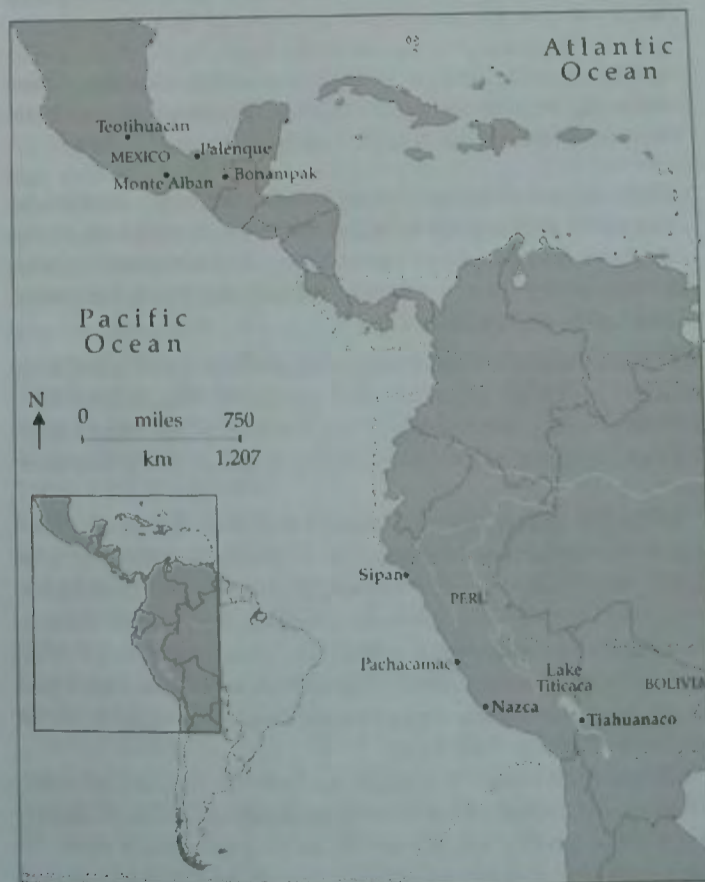 Atlantic
Ocean
Teotihuacan
MEXICO
Palenque
Monte Alban
Bonampak
Pacific
Ocean
N
0 miles 750
km 1,207
Sipan
PERU
Pachacamac
Lake
Titicaca
BOLIVIA
Nazca
Tiahuanaco